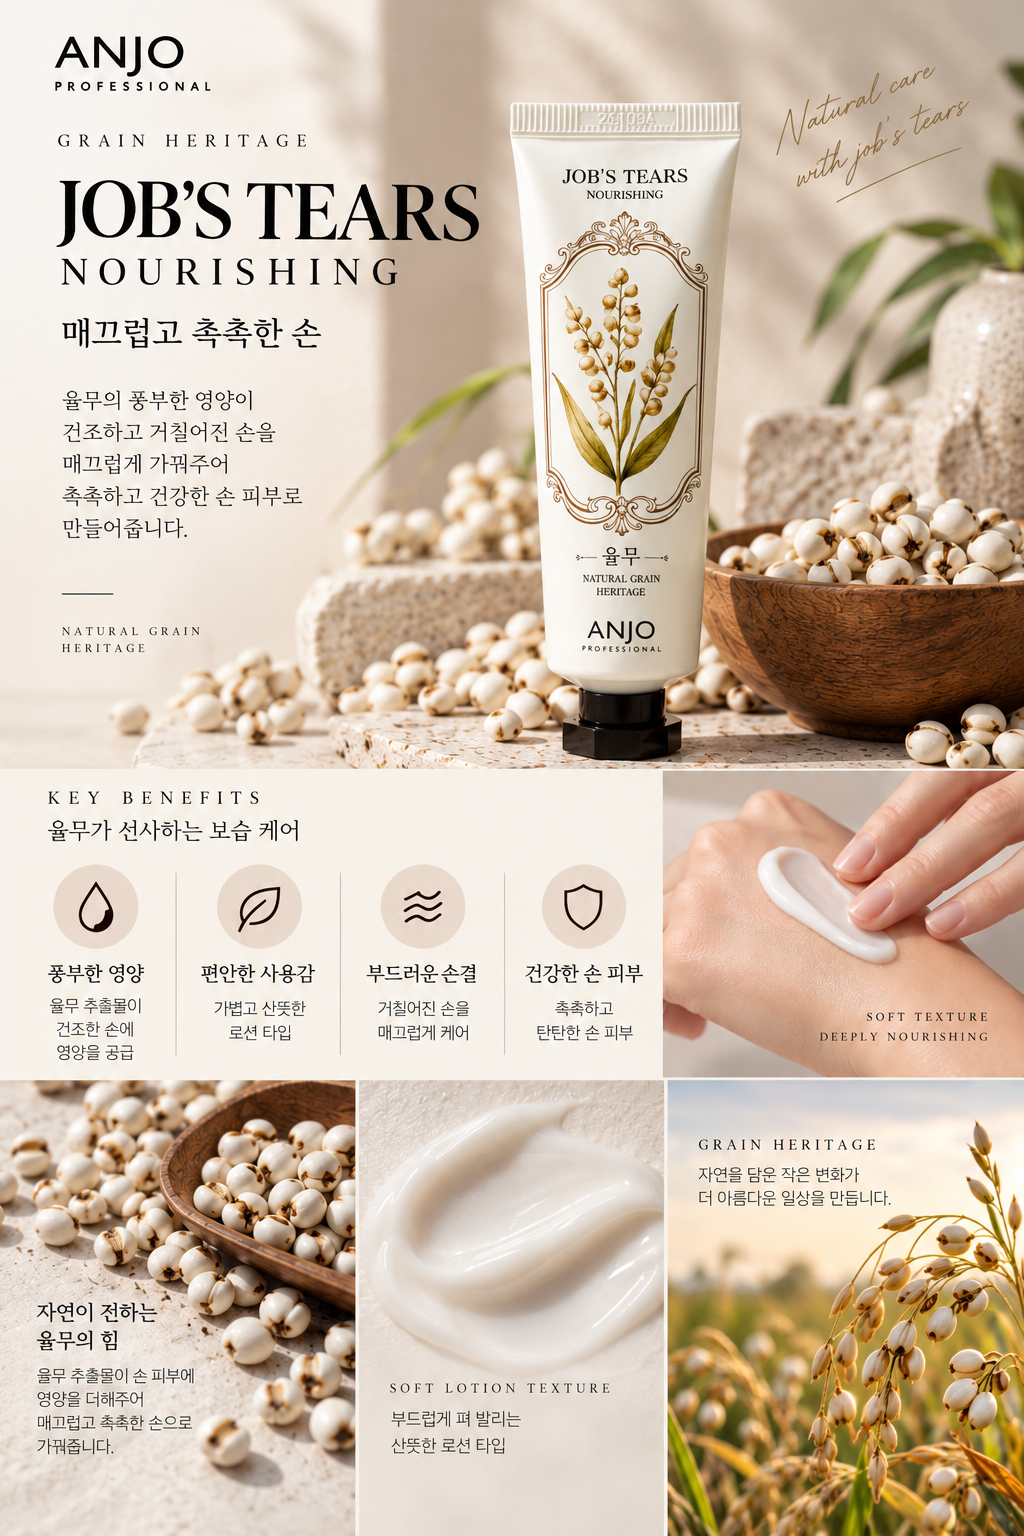 ANJO
PROFESSIONAL
GRAIN HERITAGE
JOB'S TEARS
NOURISHING
매끄럽고 촉촉한 손
율무의 풍부한 영양이
건조하고 거칠어진 손을
매끄럽게 가꿔주어
촉촉하고 건강한 손 피부로
만들어줍니다.
NATURAL GRAIN
HERITAGE
Natural care
with job's tears
JOB'S TEARS
NOURISHING
율무
NATURAL GRAIN
HERITAGE
ANJO
PROFESSIONAL
KEY BENEFITS
율무가 선사하는 보습 케어
풍부한 영양
율무 추출물이
건조한 손에
영양을 공급
편안한 사용감
가볍고 산뜻한
로션 타입
부드러운 손결
거칠어진 손을
매끄럽게 케어
건강한 손 피부
촉촉하고
탄탄한 손 피부
SOFT TEXTURE
DEEPLY NOURISHING
자연이 전하는
율무의 힘
율무 추출물이 손 피부에
영양을 더해주어
매끄럽고 촉촉한 손으로
가꿔줍니다.
SOFT LOTION TEXTURE
부드럽게 펴 발리는
산뜻한 로션 타입
GRAIN HERITAGE
자연을 담운 작은 변화가
더 아름다운 일상을 만듭니다.